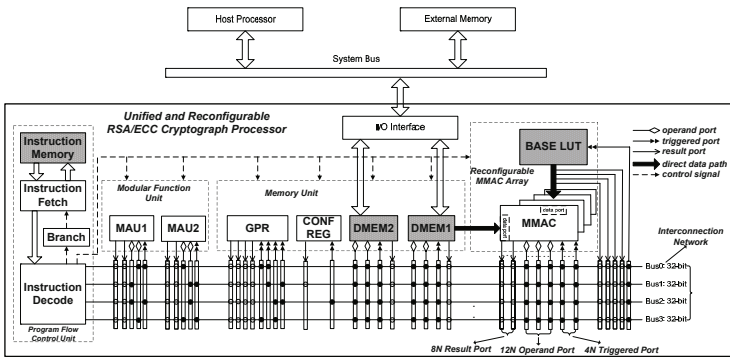 Host Processor
External Memory
System Bus
Unified and Reconfigurable
RSA/ECC Cryptograph Processor
I/O Interface
Instruction
Memory
Instruction
Fetch
Branch
Instruction
Decode
Program Flow
Control Unit
Modular Function
Unit
MAU1
MAU2
Memory Unit
GPR
CONF
REG
DMEM2
DMEM1
Reconfigurable
MMAC Array
BASE LUT
data port
data port
MMAC
operand port
triggered port
result port
direct data path
control signal
Interconnection
Network
Bus0: 32-bit
Bus1: 32-bit
Bus2: 32-bit
Bus3: 32-bit
8N Result Port
12N Operand Port
4N Triggered Port